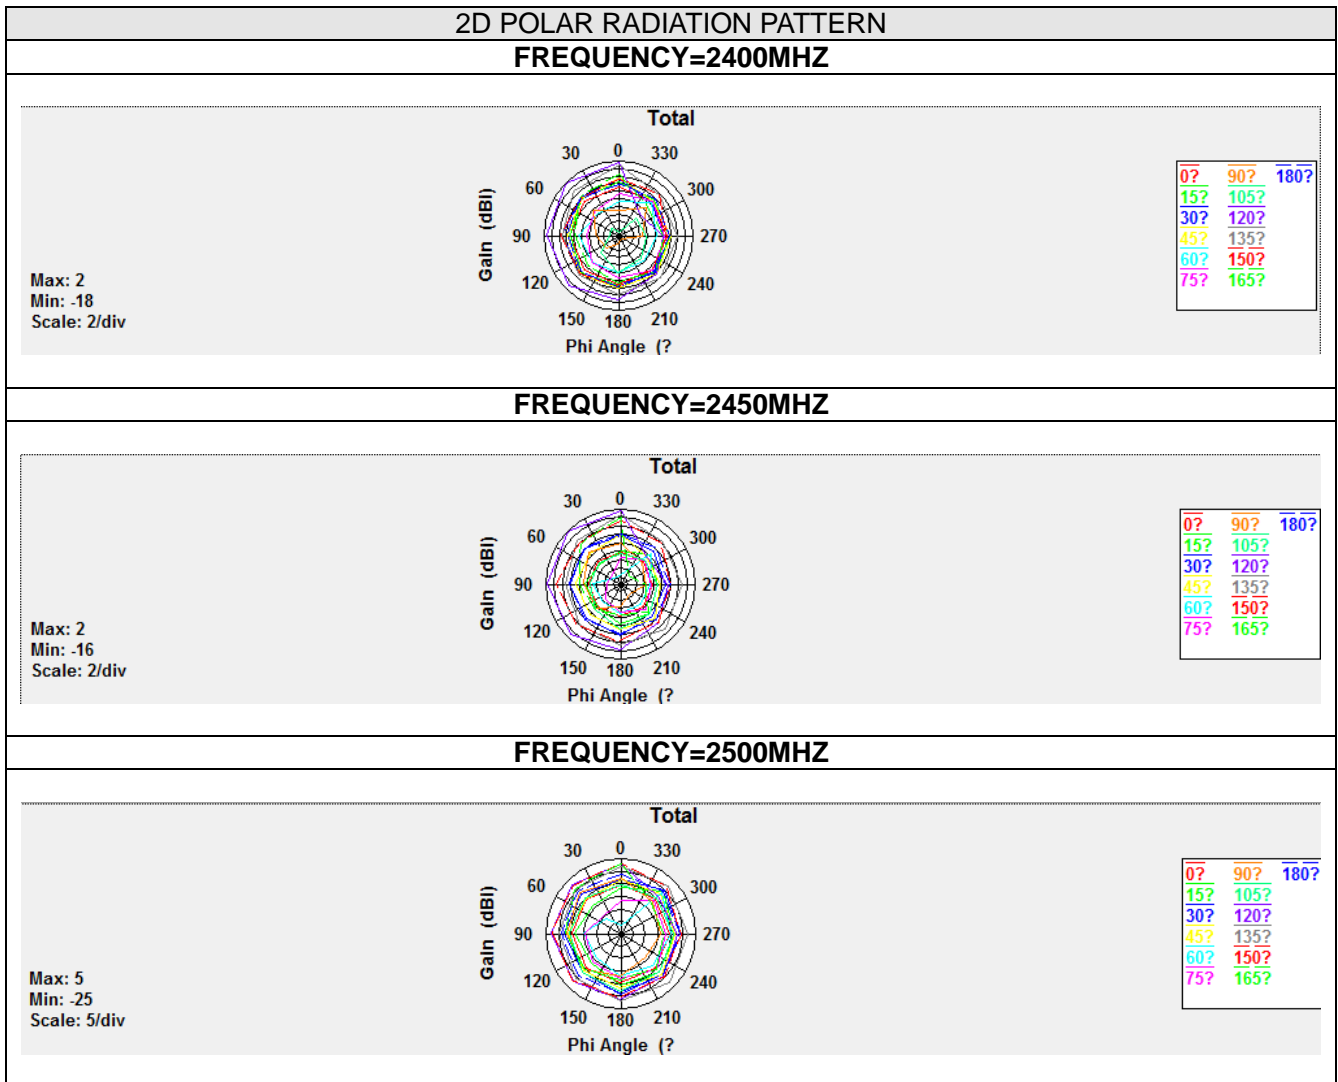 2D POLAR RADIATION PATTERN
FREQUENCY=2400MHZ
Total
30 0 330
60 300
90 270
120 240
150 180 210
Gain (dBI)
Phi Angle (?
Max: 2
Min: -18
Scale: 2/div
0? 90? 180?
15? 105?
30? 120?
45? 135?
60? 150?
75? 165?
FREQUENCY=2450MHZ
Total
30 0 330
60 300
90 270
120 240
150 180 210
Gain (dBI)
Phi Angle (?
Max: 2
Min: -16
Scale: 2/div
0? 90? 180?
15? 105?
30? 120?
45? 135?
60? 150?
75? 165?
FREQUENCY=2500MHZ
Total
30 0 330
60 300
90 270
120 240
150 180 210
Gain (dBI)
Phi Angle (?
Max: 5
Min: -25
Scale: 5/div
0? 90? 180?
15? 105?
30? 120?
45? 135?
60? 150?
75? 165?